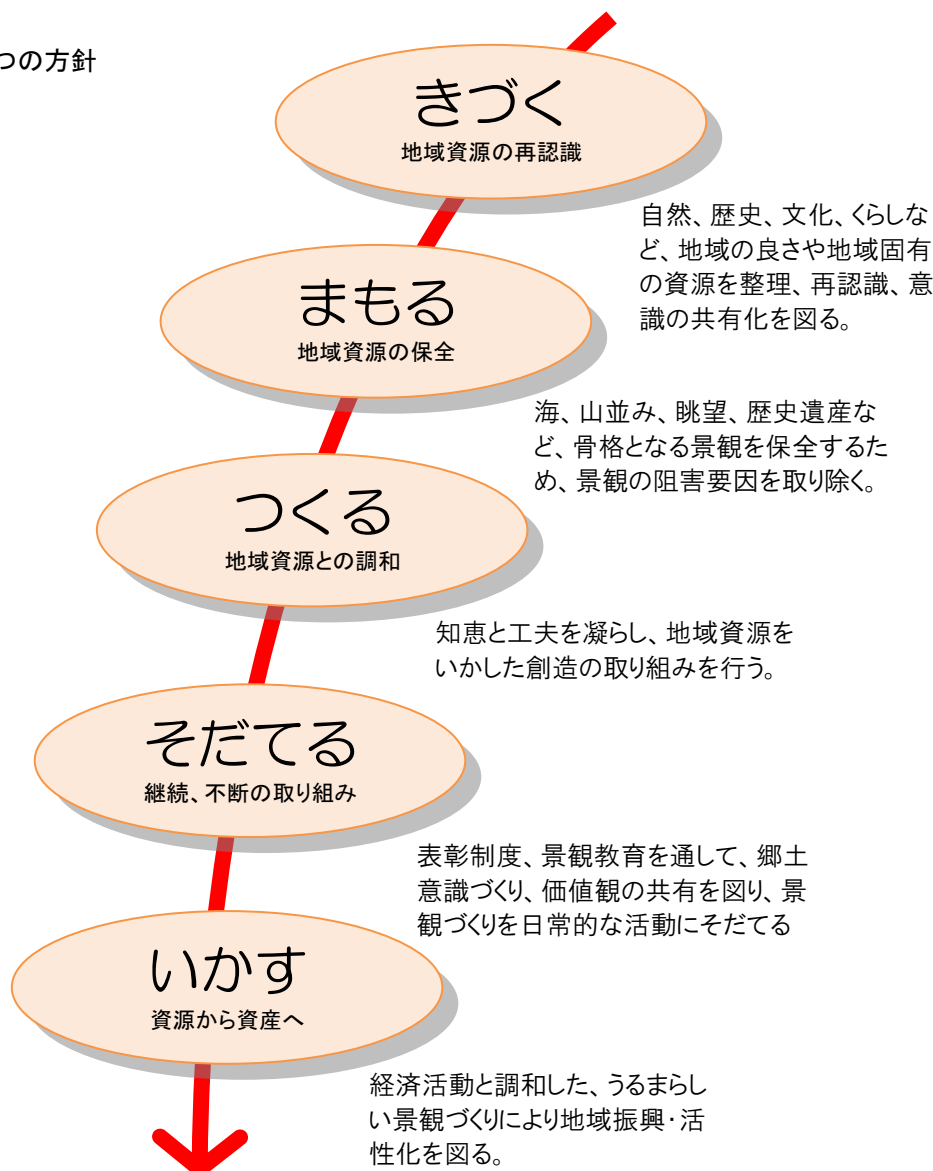 つの方針
きづく
地域資源の再認識
自然、歴史、文化、くらしな
ど、地域の良さや地域固有
の資源を整理、再認識、意
識の共有化を図る。
まもる
地域資源の保全
海、山並み、眺望、歴史遺産な
ど、骨格となる景観を保全するた
め、景観の阻害要因を取り除く。
つくる
地域資源との調和
知恵と工夫を凝らし、地域資源を
いかした創造の取り組みを行う。
そだてる
継続、不断の取り組み
表彰制度、景観教育を通して、郷土
意識づくり、価値観の共有を図り、景
観づくりを日常的な活動にそだてる
いかす
資源から資産へ
経済活動と調和した、うるまらし
い景観づくりにより地域振興・活
性化を図る。